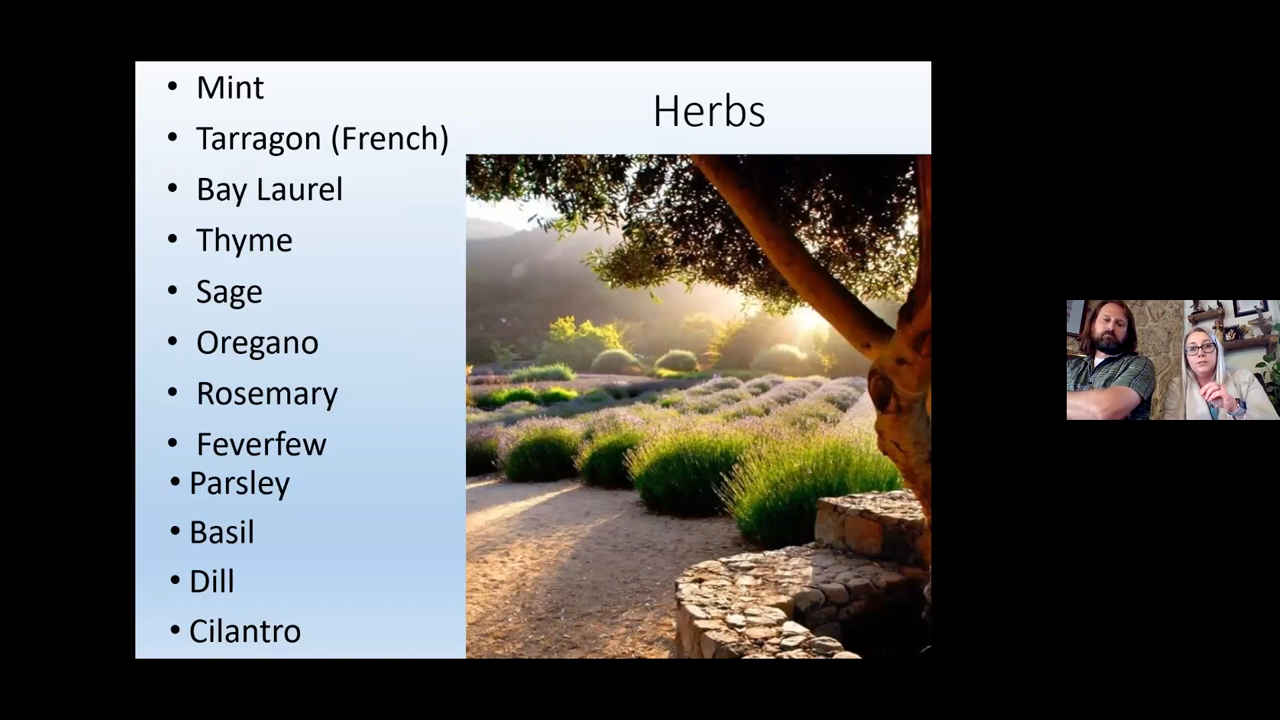 Herbs
• Mint
• Tarragon (French)
• Bay Laurel
• Thyme
• Sage
• Oregano
• Rosemary
• Feverfew
• Parsley
• Basil
• Dill
• Cilantro